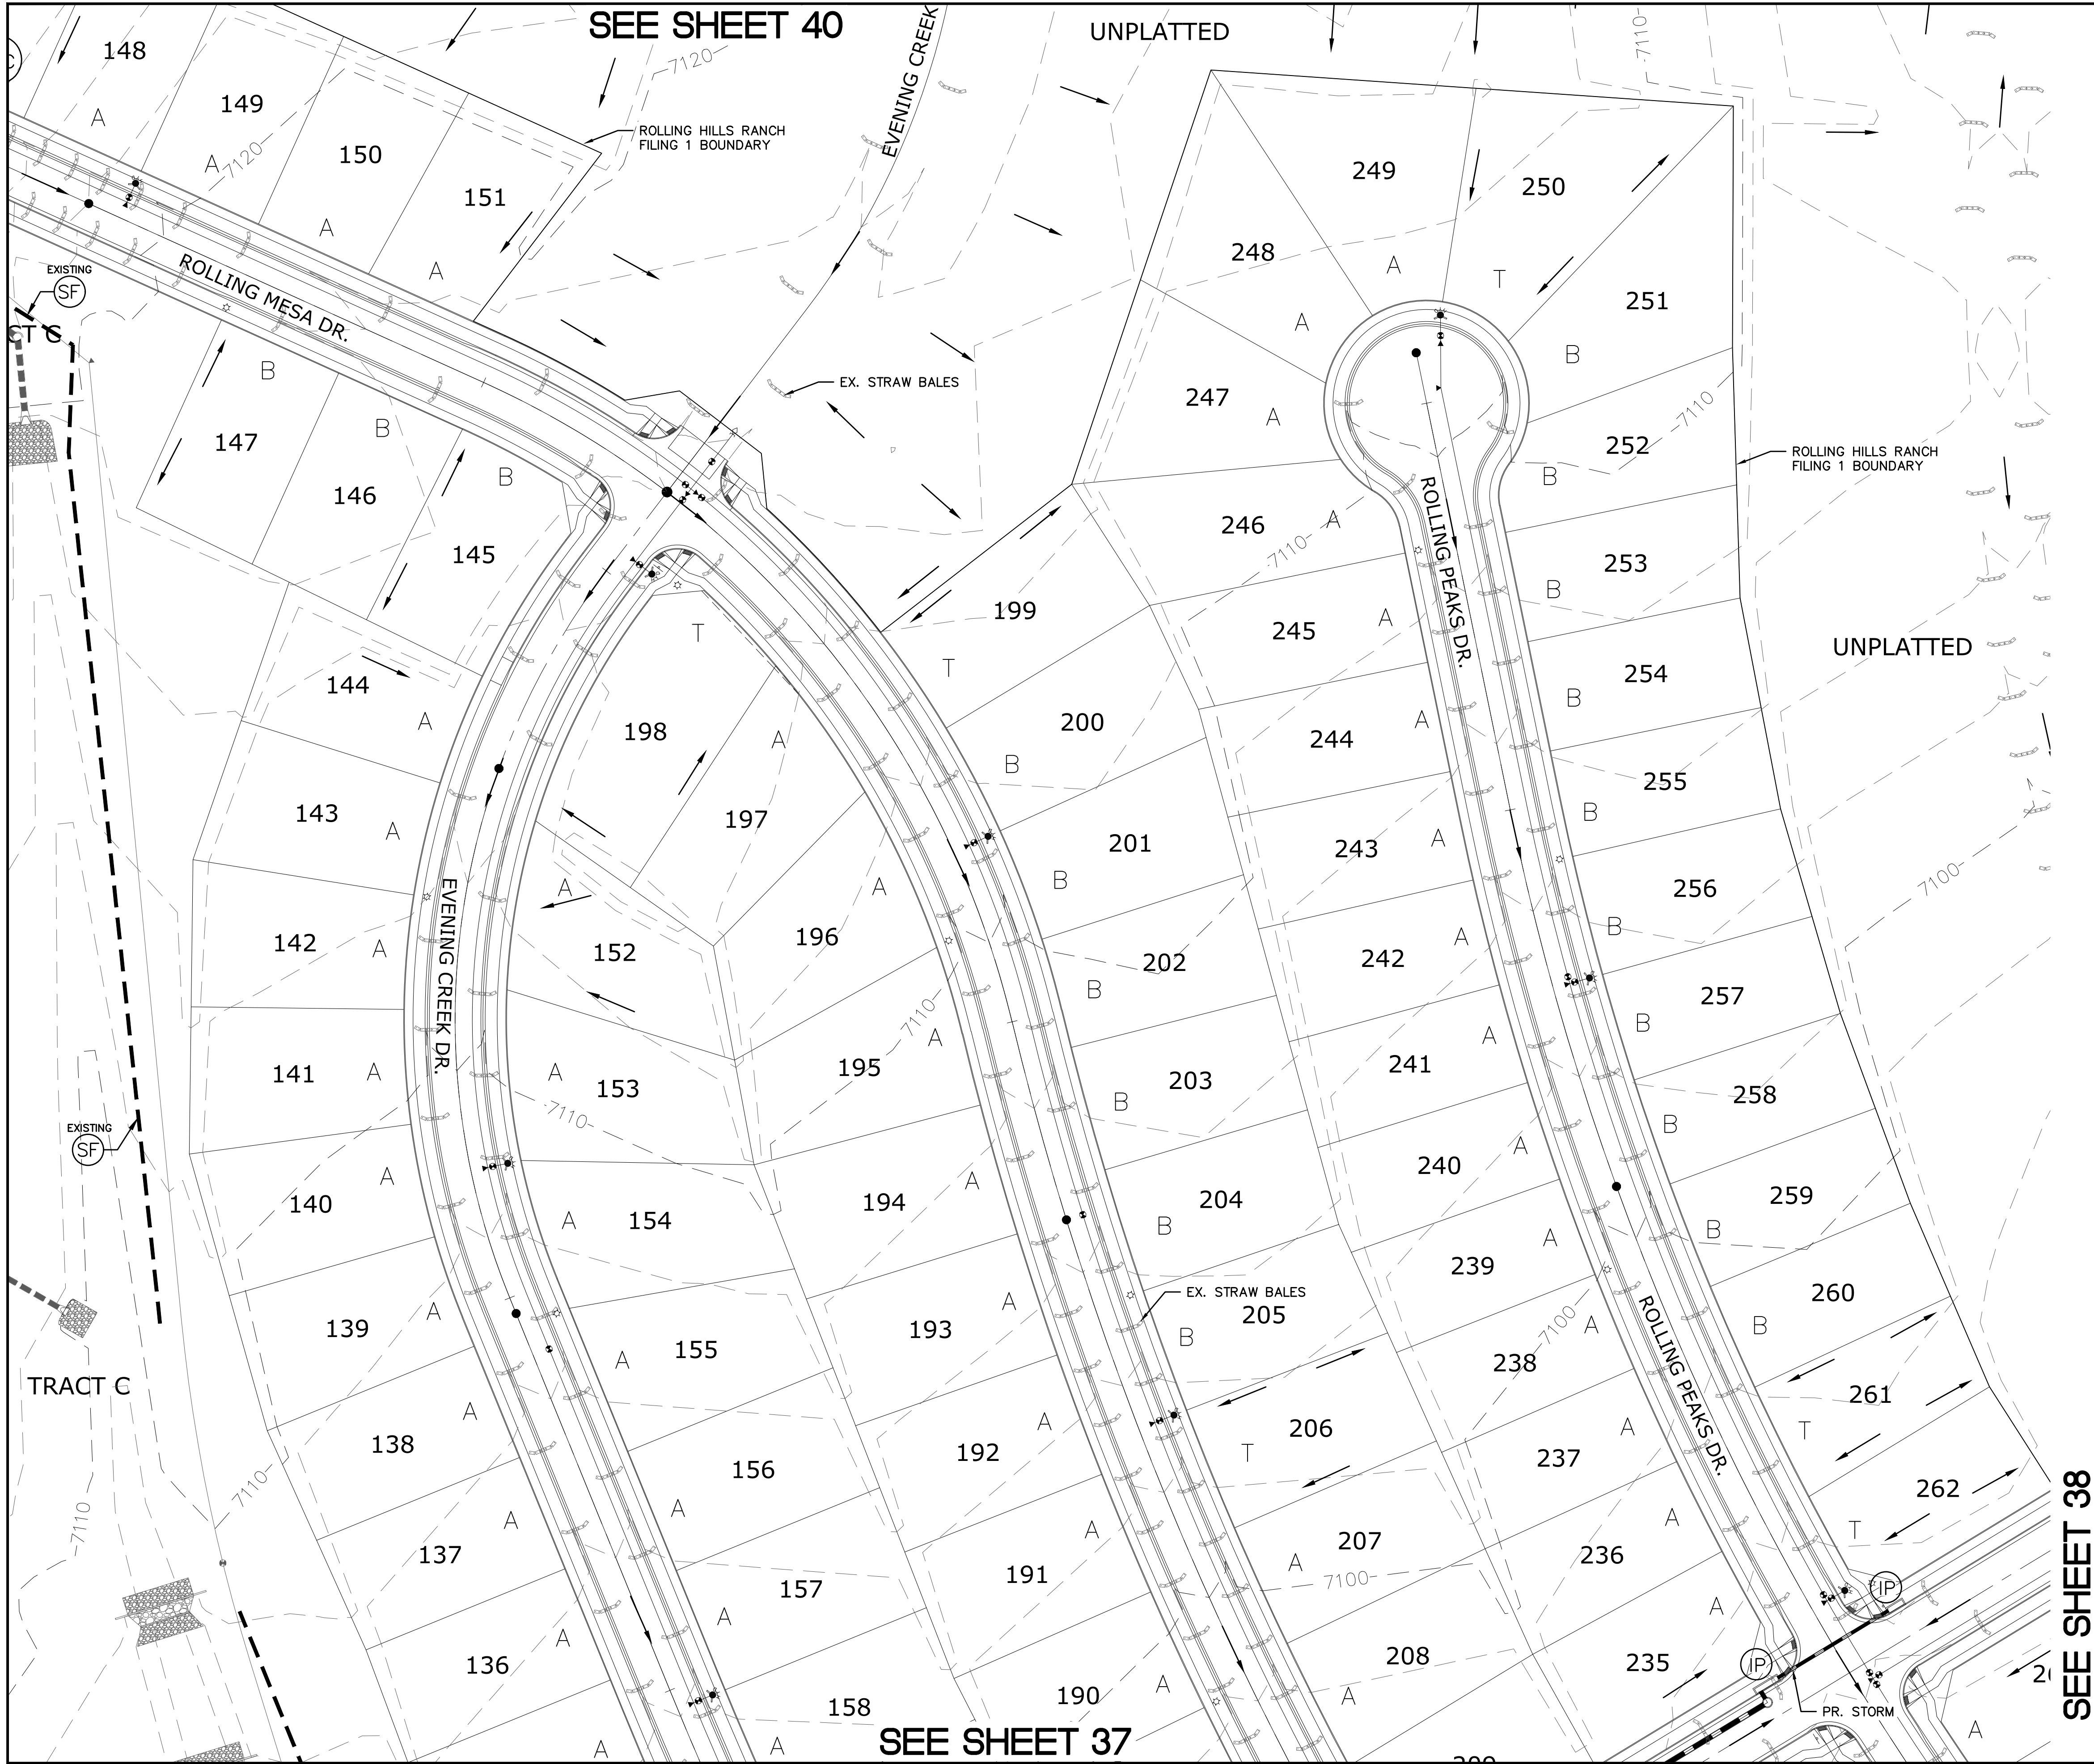 SEE SHEET 40
UNPLATTED
EVENING CREEK
148
149
150
151
A
A
A
A
7120
7120
7110
ROLLING HILLS RANCH
FILING 1 BOUNDARY
ROLLING MESA DR.
EXISTING
SF
CT G
147
146
145
B
B
B
EX. STRAW BALES
249
250
248
251
247
252
A
T
A
B
A
B
7110
ROLLING HILLS RANCH
FILING 1 BOUNDARY
246
A
7110
253
B
ROLLING PEAKS DR.
199
245
A
254
B
UNPLATTED
T
T
144
A
198
A
200
B
244
A
255
B
143
A
197
201
B
243
A
256
B
7100
EVENING CREEK DR.
142
A
A
152
196
A
202
B
242
A
257
B
141
A
A
153
7110
195
A
7110
203
B
241
A
258
B
EXISTING
SF
140
A
154
A
194
A
204
B
240
A
259
B
139
A
155
A
193
A
EX. STRAW BALES
205
B
239
A
7100
260
B
TRACT C
138
A
156
A
192
A
206
T
238
A
ROLLING PEAKS DR.
261
T
7110
7110
137
A
157
A
191
A
207
A
7100
237
A
262
T
236
A
IP
136
A
158
A
190
A
208
A
235
A
IP
PR. STORM
A
SEE SHEET 37
SEE SHEET 38